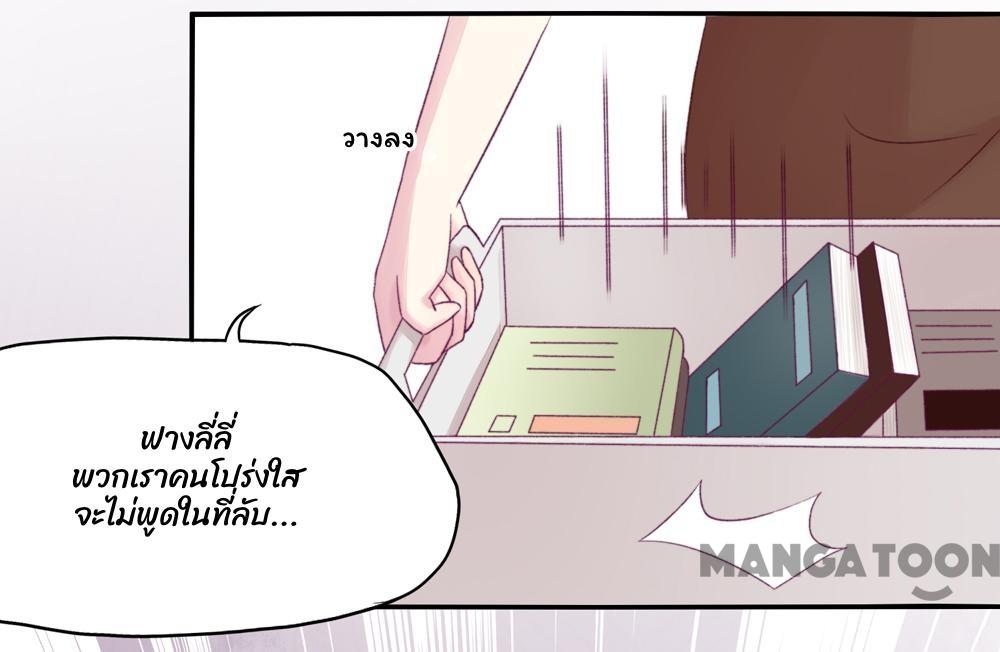 วางลง
ฟางลี่ลี่
พวกเราคนโปร่งใส
จะไม่พูดในที่ลับ...
MANGATOON